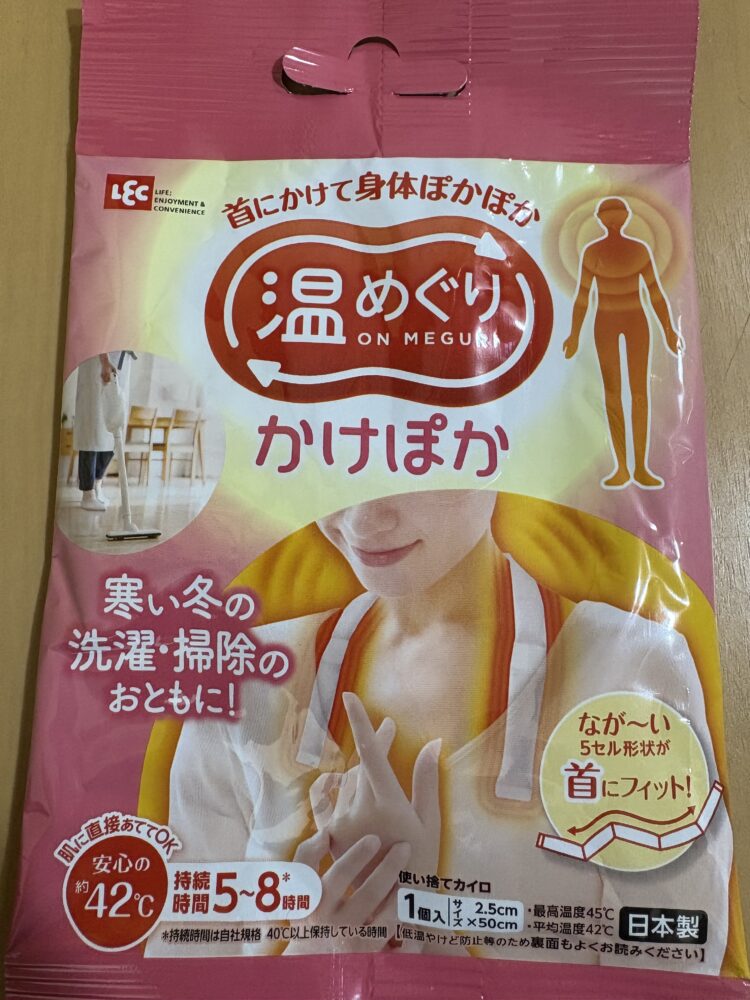 LEC
LIFE;
ENJOYMENT &
CONVENIENCE
首にかけて身体ぽかぽか
温めぐり
ON MEGURI
かけぽか
寒い冬の
洗濯・掃除の
おともに!
なが〜い
5セル形状が
首にフィット!
肌に直接あててOK
安心の
約42℃
持続時間5~8*時間
*持続時間は自社規格 40℃以上保持している時間
使い捨てカイロ
1個入 サイズ 2.5cm×50cm
・最高温度45℃
・平均温度42℃
日本製
【低温やけど防止等のため裏面もよくお読みください】